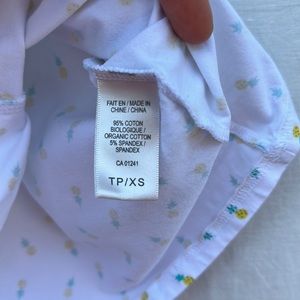 FAIT EN / MADE IN
CHINE / CHINA
95% COTON
BIOLOGIQUE /
ORGANIC COTTON
5% SPANDEX /
SPANDEX
CA 01241
TP/XS